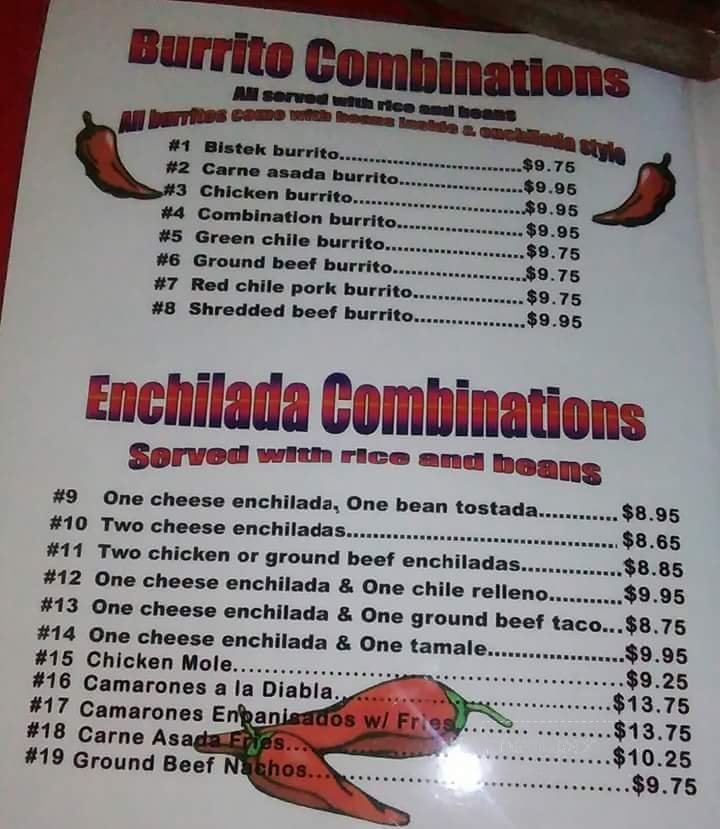 Burrito Combinations
All served with rice and beans
All burritos come with beans inside & enchilada style
#1 Bistek burrito..............................$9.75
#2 Carne asada burrito.....................$9.95
#3 Chicken burrito.............................$9.95
#4 Combination burrito.....................$9.95
#5 Green chile burrito.......................$9.75
#6 Ground beef burrito......................$9.75
#7 Red chile pork burrito...................$9.75
#8 Shredded beef burrito..................$9.95
Enchilada Combinations
Served with rice and beans
#9 One cheese enchilada, One bean tostada............$8.95
#10 Two cheese enchiladas.........................................$8.65
#11 Two chicken or ground beef enchiladas...............$8.85
#12 One cheese enchilada & One chile relleno...........$9.95
#13 One cheese enchilada & One ground beef taco...$8.75
#14 One cheese enchilada & One tamale.....................$9.95
#15 Chicken Mole...............................................$9.25
#16 Camarones a la Diabla.................................$13.75
#17 Camarones Enpanisados w/ Fries.................$13.75
#18 Carne Asada Fries.......................................$10.25
#19 Ground Beef Nachos.....................................$9.75